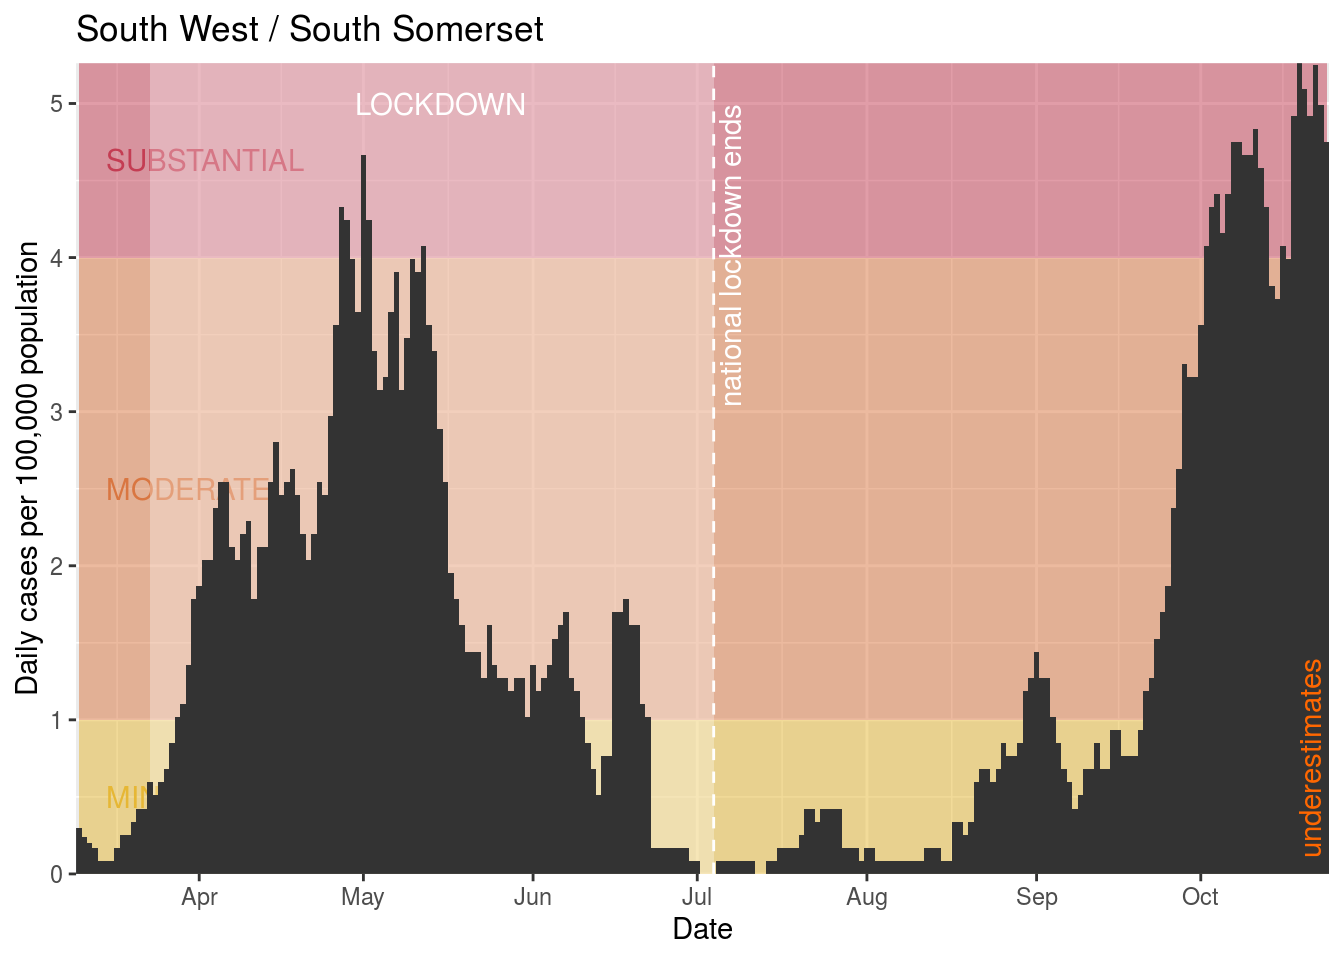 South West / South Somerset
LOCKDOWN
SUBSTANTIAL
MODERATE
national lockdown ends
underestimates
Daily cases per 100,000 population
5
4
3
2
1
0
Apr
May
Jun
Jul
Aug
Sep
Oct
Date